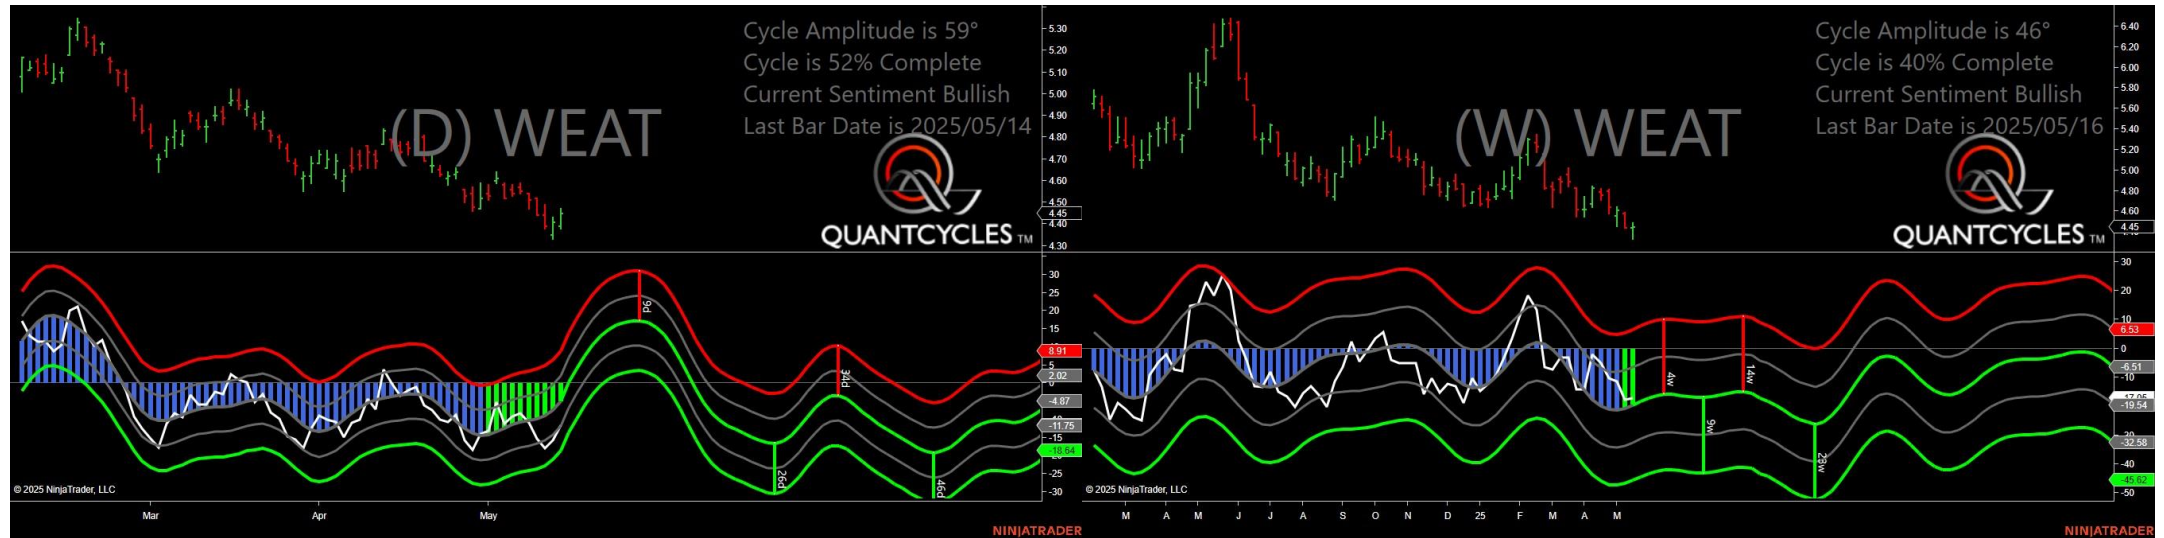 Cycle Amplitude is 59°
Cycle is 52% Complete
Current Sentiment Bullish
Last Bar Date is 2025/05/14
(D) WEAT
QUANTCYCLES TM
5.30
5.20
5.10
5.00
4.90
4.80
4.70
4.60
4.50
4.45
4.40
4.30
30
25
20
15
8.91
5
2.02
-4.87
-11.75
-15
-18.64
-25
-30
9d
26d
34d
46d
© 2025 NinjaTrader, LLC
Mar Apr May
NINJATRADER
Cycle Amplitude is 46°
Cycle is 40% Complete
Current Sentiment Bullish
Last Bar Date is 2025/05/16
(W) WEAT
QUANTCYCLES TM
6.40
6.20
6.00
5.80
5.60
5.40
5.20
5.00
4.80
4.60
4.45
30
20
10
6.53
0
-6.51
-10
-19.54
-32.58
-40
-45.62
-50
4w
9w
14w
23w
© 2025 NinjaTrader, LLC
M A M J J A S O N D 25 F M A M
NINJATRADER